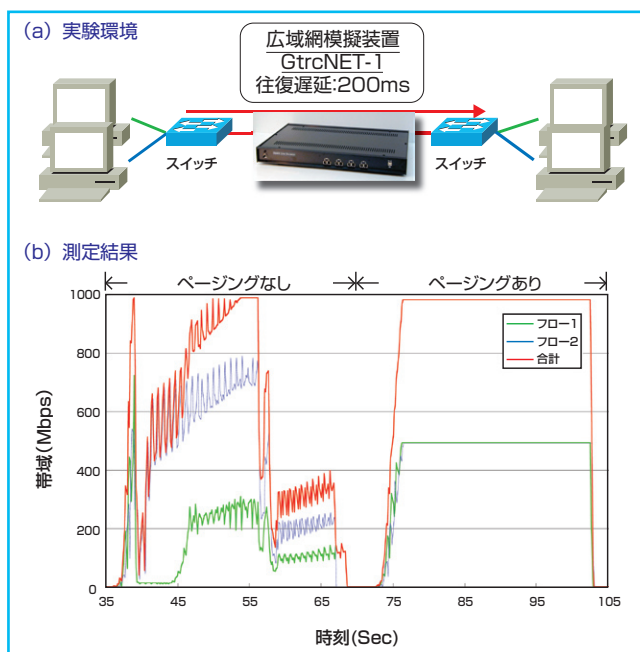 (a) 実験環境
広域網模擬装置
GtrcNET-1
往復遅延:200ms
スイッチ
スイッチ
(b) 測定結果
ページングなし
ページングあり
1000
800
600
400
200
0
帯域(Mbps)
フロー1
フロー2
合計
35
45
55
65
75
85
95
105
時刻(Sec)